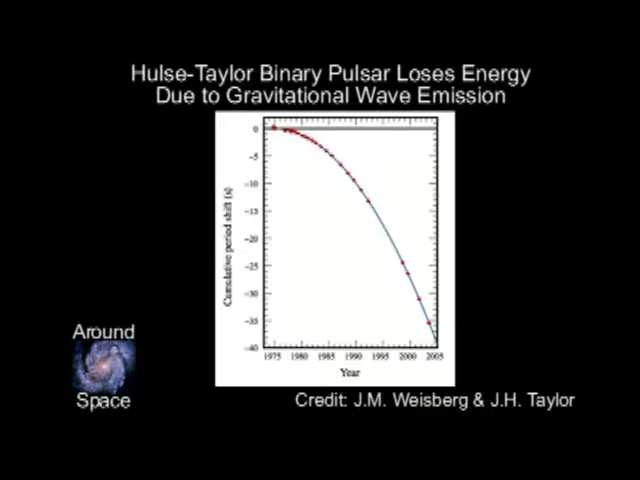 Hulse-Taylor Binary Pulsar Loses Energy
Due to Gravitational Wave Emission
Cumulative period shift (s)
0
-5
-10
-15
-20
-25
-30
-35
-40
1975 1980 1985 1990 1995 2000 2005
Year
Around
Space
Credit: J.M. Weisberg & J.H. Taylor